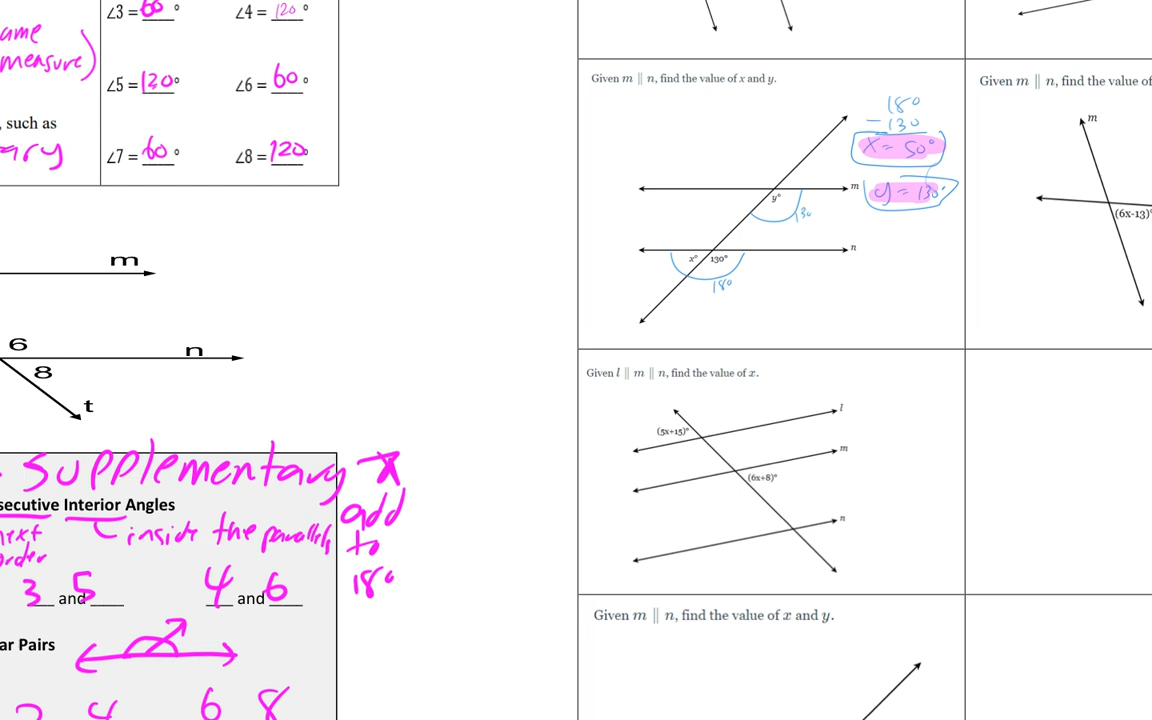 ∠3 = 60° ∠4 = 120°
ame
measure)
∠5 = 120° ∠6 = 60°
, such as
ary
∠7 = 60° ∠8 = 120°
m
6
n
8
t
- Supplementary
secutive Interior Angles
next
order
inside the parallels
add
to
180
3 and 5 4 and 6
ar Pairs
4 6 8
Given m ∥ n, find the value of x and y.
180
-130
x = 50°
y = 130°
m
y°
130
n
x° 130°
180
Given m ∥ n, find the value of
m
(6x-13)°
Given l ∥ m ∥ n, find the value of x.
l
(5x+15)°
m
(6x+8)°
n
Given m ∥ n, find the value of x and y.